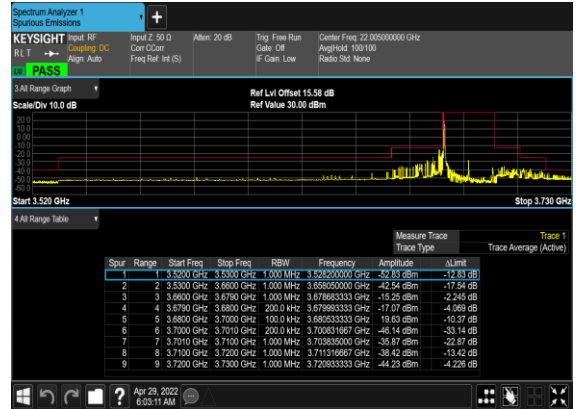 Spectrum Analyzer 1
Spurious Emissions
KEYSIGHT Input: RF Input Z: 50 Ω Atten: 20 dB Trig: Free Run Center Freq: 22.005000000 GHz
RLT Coupling: DC Corr CCorr Gate: Off Avg|Hold: 100/100
Align: Auto Freq Ref: Int (S) IF Gain: Low Radio Std: None
PASS
3 All Range Graph
Ref Lvl Offset 15.58 dB
Scale/Div 10.0 dB Ref Value 30.00 dBm
20.0
10.0
0.00
-10.0
-20.0
-30.0
-40.0
-50.0
-60.0
Start 3.520 GHz Stop 3.730 GHz
4 All Range Table
Measure Trace Trace 1
Trace Type Trace Average (Active)
Spur Range Start Freq Stop Freq RBW Frequency Amplitude ΔLimit
1 1 3.5200 GHz 3.5300 GHz 1.000 MHz 3.528200000 GHz -52.83 dBm -12.83 dB
2 2 3.5300 GHz 3.6600 GHz 1.000 MHz 3.658050000 GHz -42.54 dBm -17.54 dB
3 3 3.6600 GHz 3.6790 GHz 1.000 MHz 3.678683333 GHz -15.25 dBm -2.245 dB
4 4 3.6790 GHz 3.6800 GHz 200.0 kHz 3.679993333 GHz -17.07 dBm -4.069 dB
5 5 3.6800 GHz 3.7000 GHz 100.0 kHz 3.680533333 GHz 19.63 dBm -10.37 dB
6 6 3.7000 GHz 3.7010 GHz 200.0 kHz 3.700831667 GHz -46.14 dBm -33.14 dB
7 7 3.7010 GHz 3.7100 GHz 1.000 MHz 3.703835000 GHz -35.87 dBm -22.87 dB
8 8 3.7100 GHz 3.7200 GHz 1.000 MHz 3.711316667 GHz -38.42 dBm -13.42 dB
9 9 3.7200 GHz 3.7300 GHz 1.000 MHz 3.720933333 GHz -44.23 dBm -4.226 dB
Apr 29, 2022
6:03:11 AM